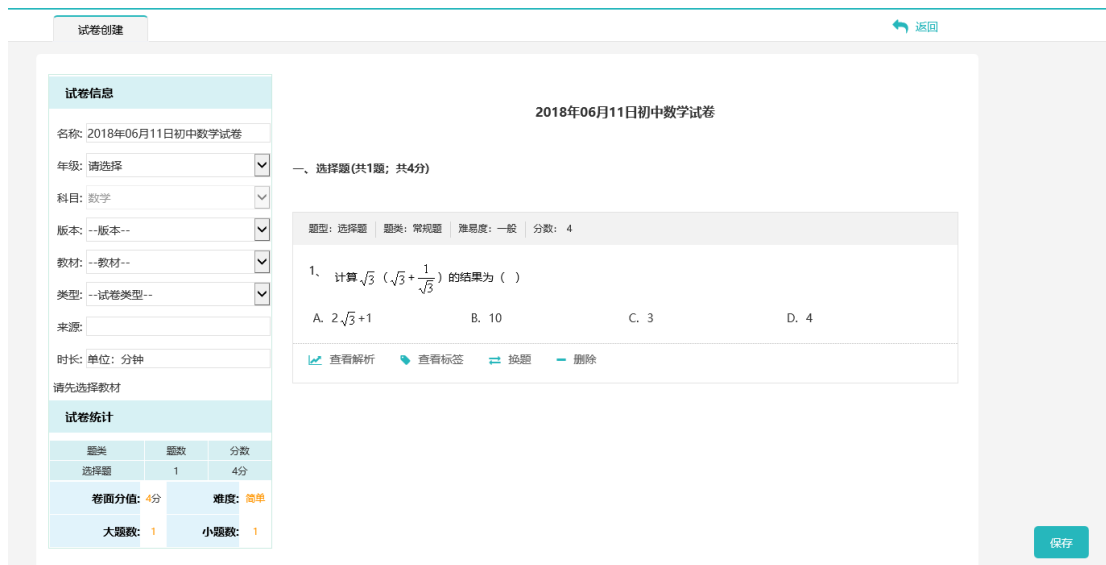 试卷创建
返回
试卷信息
名称: 2018年06月11日初中数学试卷
年级: 请选择
科目: 数学
版本: --版本--
教材: --教材--
类型: --试卷类型--
来源:
时长: 单位：分钟
请先选择教材
试卷统计
题类 题数 分数
选择题 1 4分
卷面分值: 4分 难度: 简单
大题数: 1 小题数: 1
2018年06月11日初中数学试卷
一、选择题(共1题；共4分)
题型：选择题 题类：常规题 难易度：一般 分数： 4
1、 计算√3（√3+1/√3）的结果为（ ）
A. 2√3+1 B. 10 C. 3 D. 4
查看解析 查看标签 换题 删除
保存